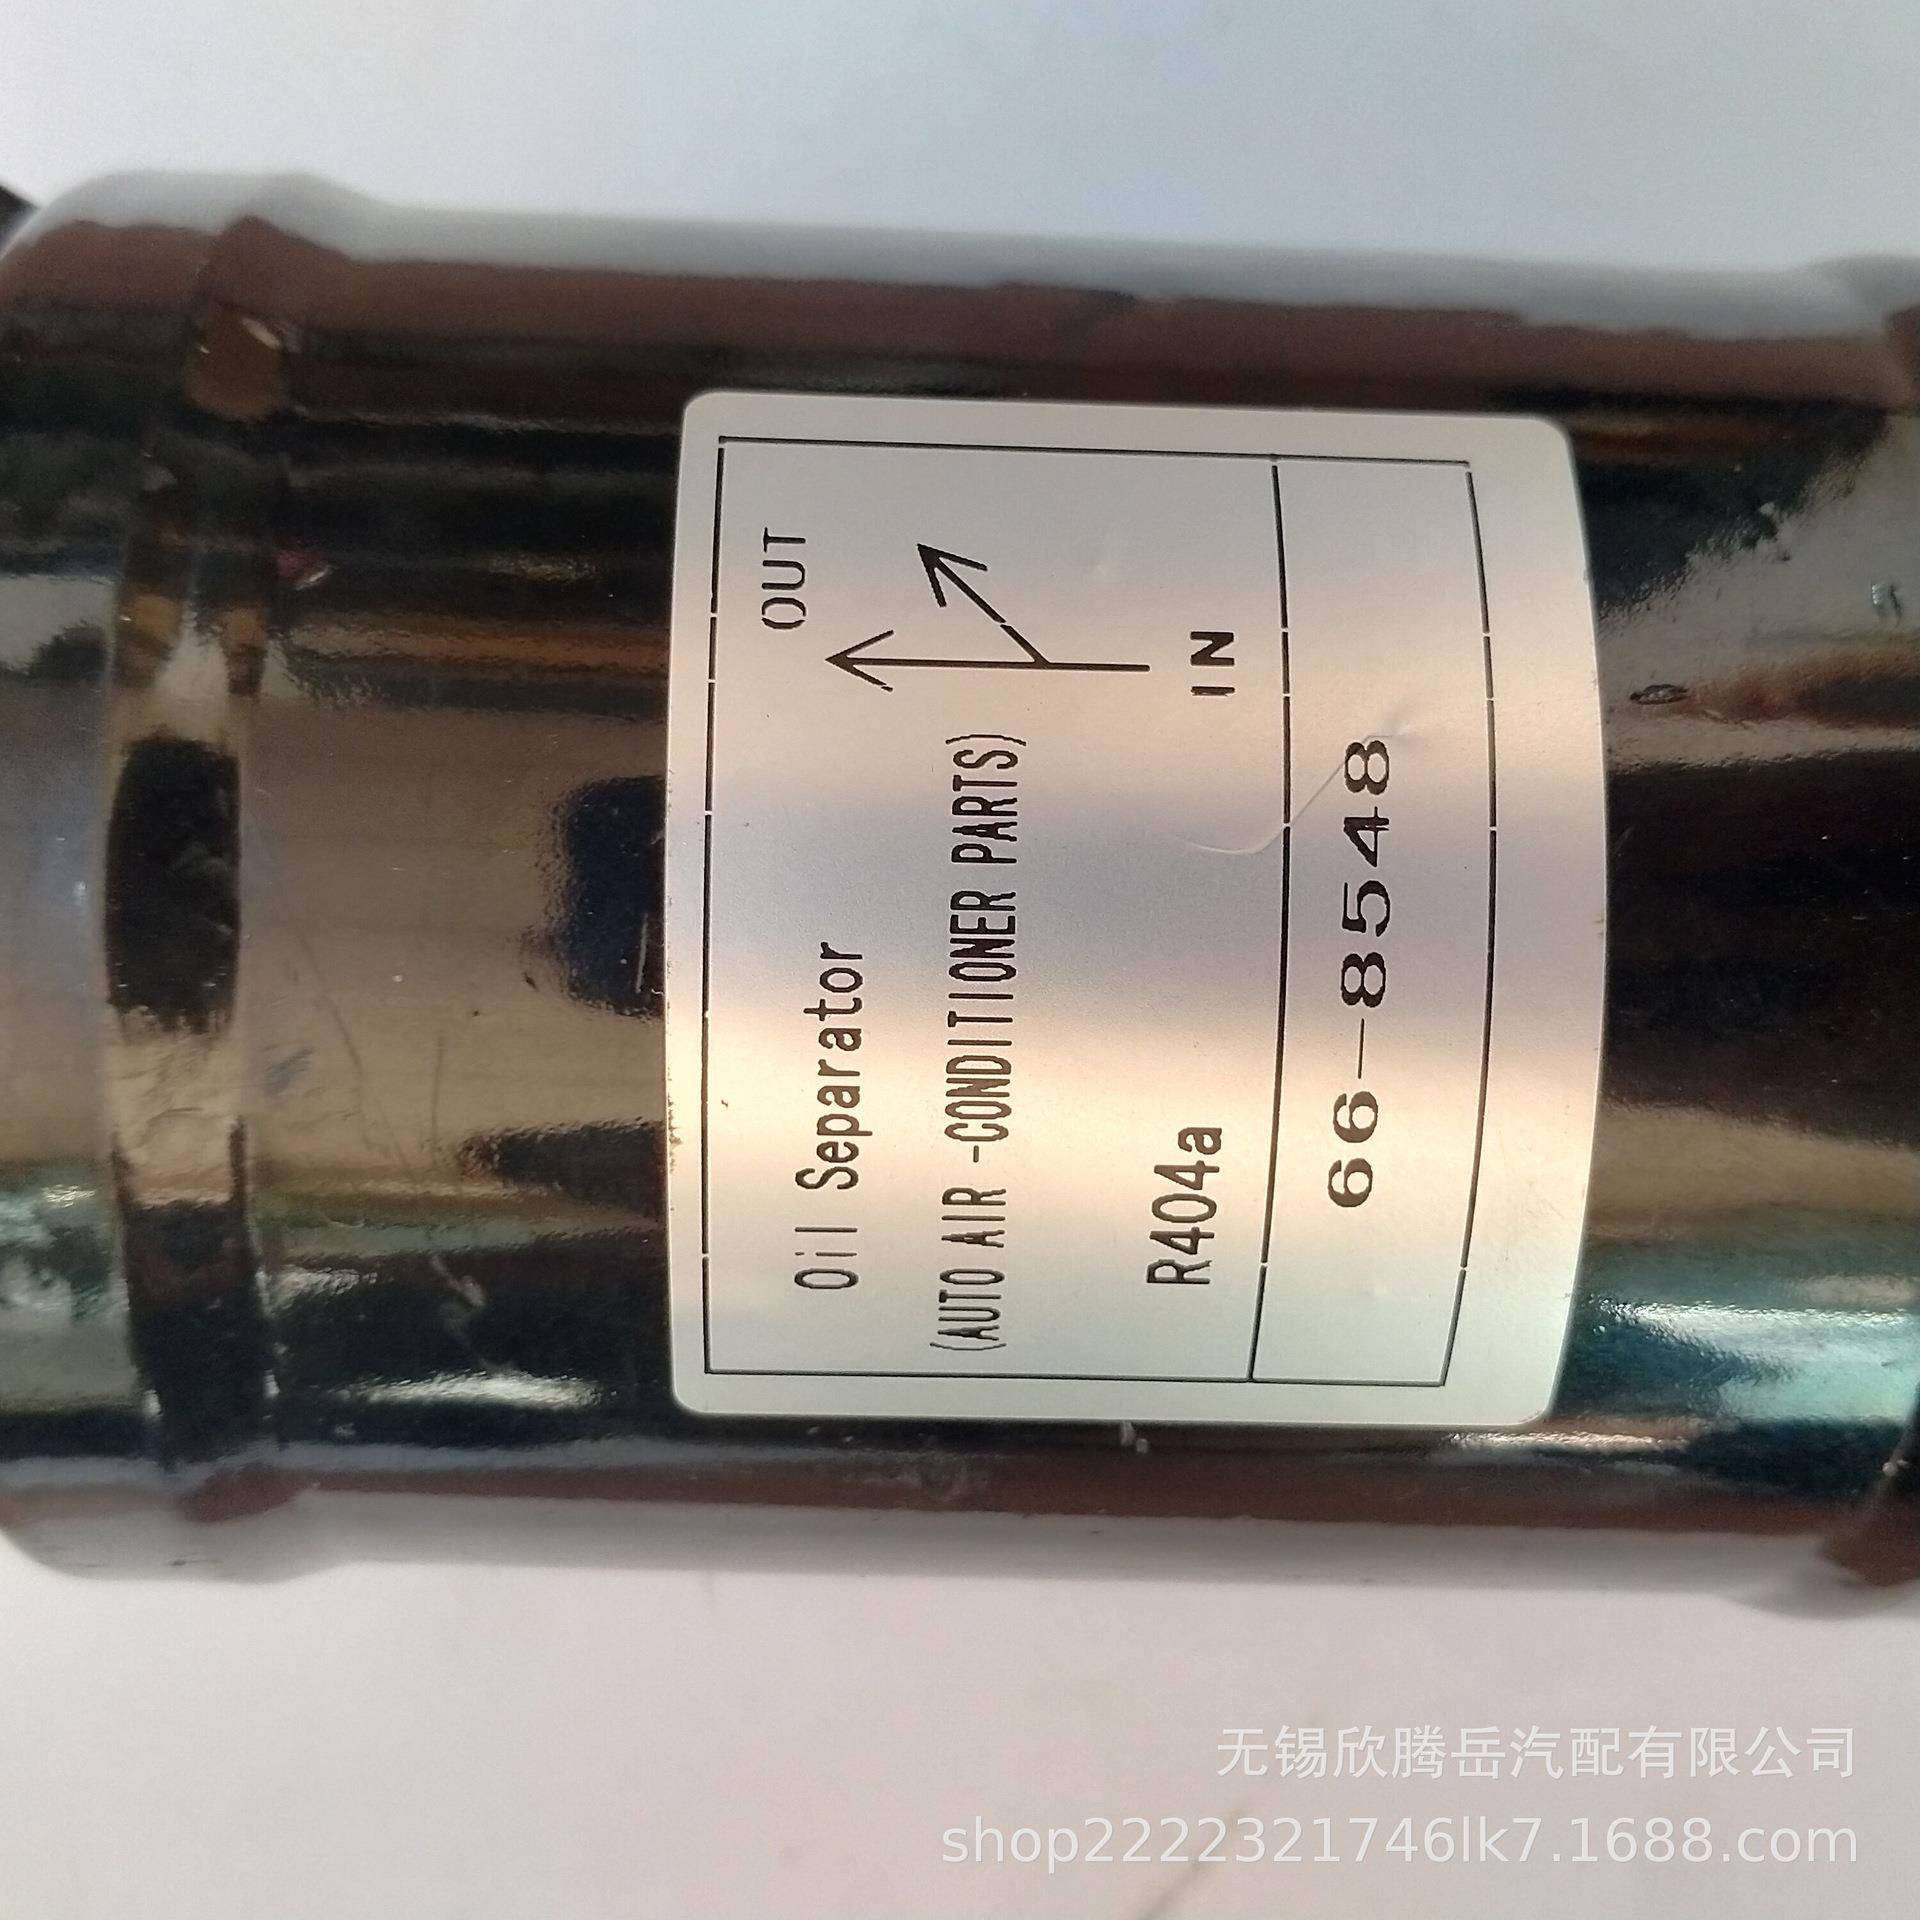 Oil Separator
OUT
(AUTO AIR -CONDITIONER PARTS)
R404a
IN
66-8548
无锡欣腾岳汽配有限公司
shop2222321746lk7.1688.com